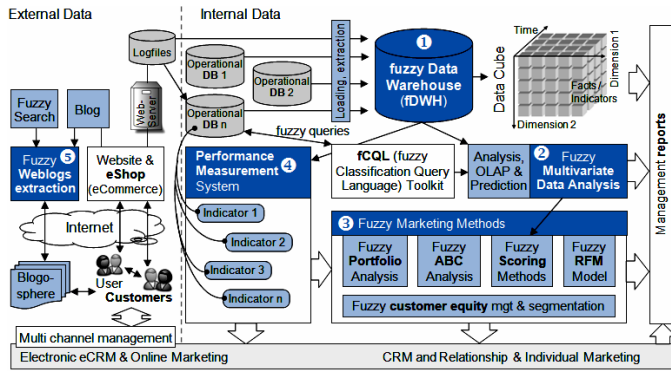 External Data
Internal Data
Logfiles
Operational
DB 1
Operational
DB 2
Operational
DB n
Loading, extraction
1
fuzzy Data
Warehouse
(fDWH)
Data Cube
Time
Dimension 1
Facts /
Indicators
Dimension 2
Management reports
Fuzzy
Search
Blog
Web-
Server
fuzzy queries
Fuzzy 5
Weblogs
extraction
Website &
eShop
(eCommerce)
Performance
Measurement 4
System
fCQL (fuzzy
Classification Query
Language) Toolkit
Analysis,
OLAP &
Prediction
2 Fuzzy
Multivariate
Data Analysis
Internet
Indicator 1
Indicator 2
Indicator 3
Indicator n
3 Fuzzy Marketing Methods
Fuzzy
Portfolio
Analysis
Fuzzy
ABC
Analysis
Fuzzy
Scoring
Methods
Fuzzy
RFM
Model
Fuzzy customer equity mgt & segmentation
Blogo-
sphere
User
Customers
Multi channel management
Electronic eCRM & Online Marketing
CRM and Relationship & Individual Marketing